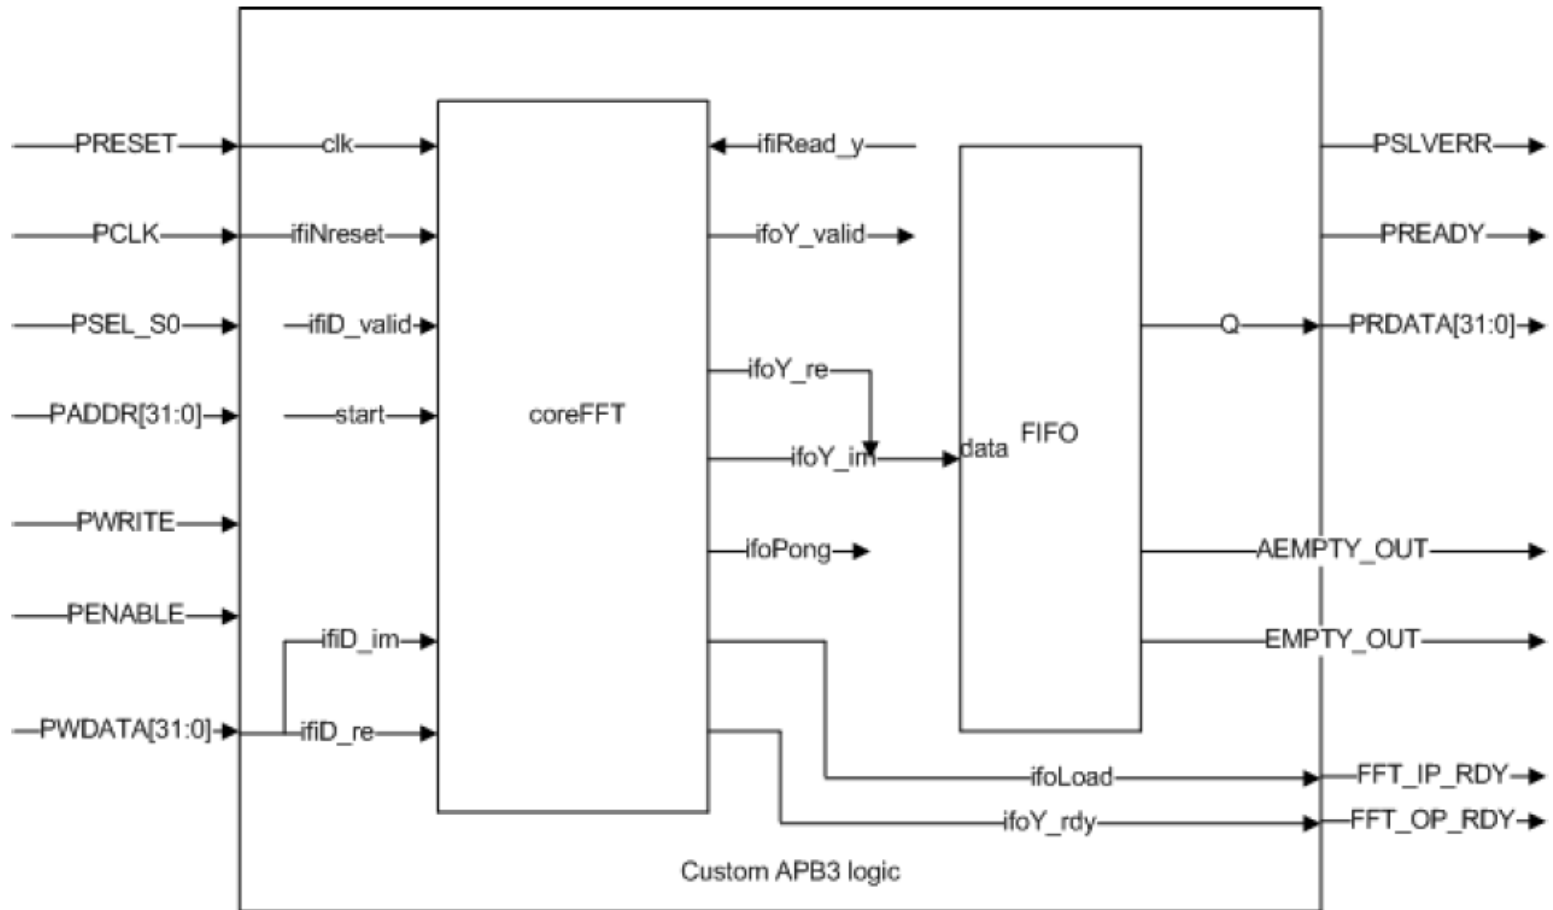 PRESET clk ifiRead_y PSLVERR
PCLK ifiNreset ifoY_valid PREADY
PSEL_S0 ifiD_valid Q PRDATA[31:0]
ifoY_re
PADDR[31:0] start coreFFT FIFO
ifoY_im data
PWRITE
ifoPong AEMPTY_OUT
PENABLE
ifiD_im EMPTY_OUT
PWDATA[31:0] ifiD_re
ifoLoad FFT_IP_RDY
ifoY_rdy FFT_OP_RDY
Custom APB3 logic